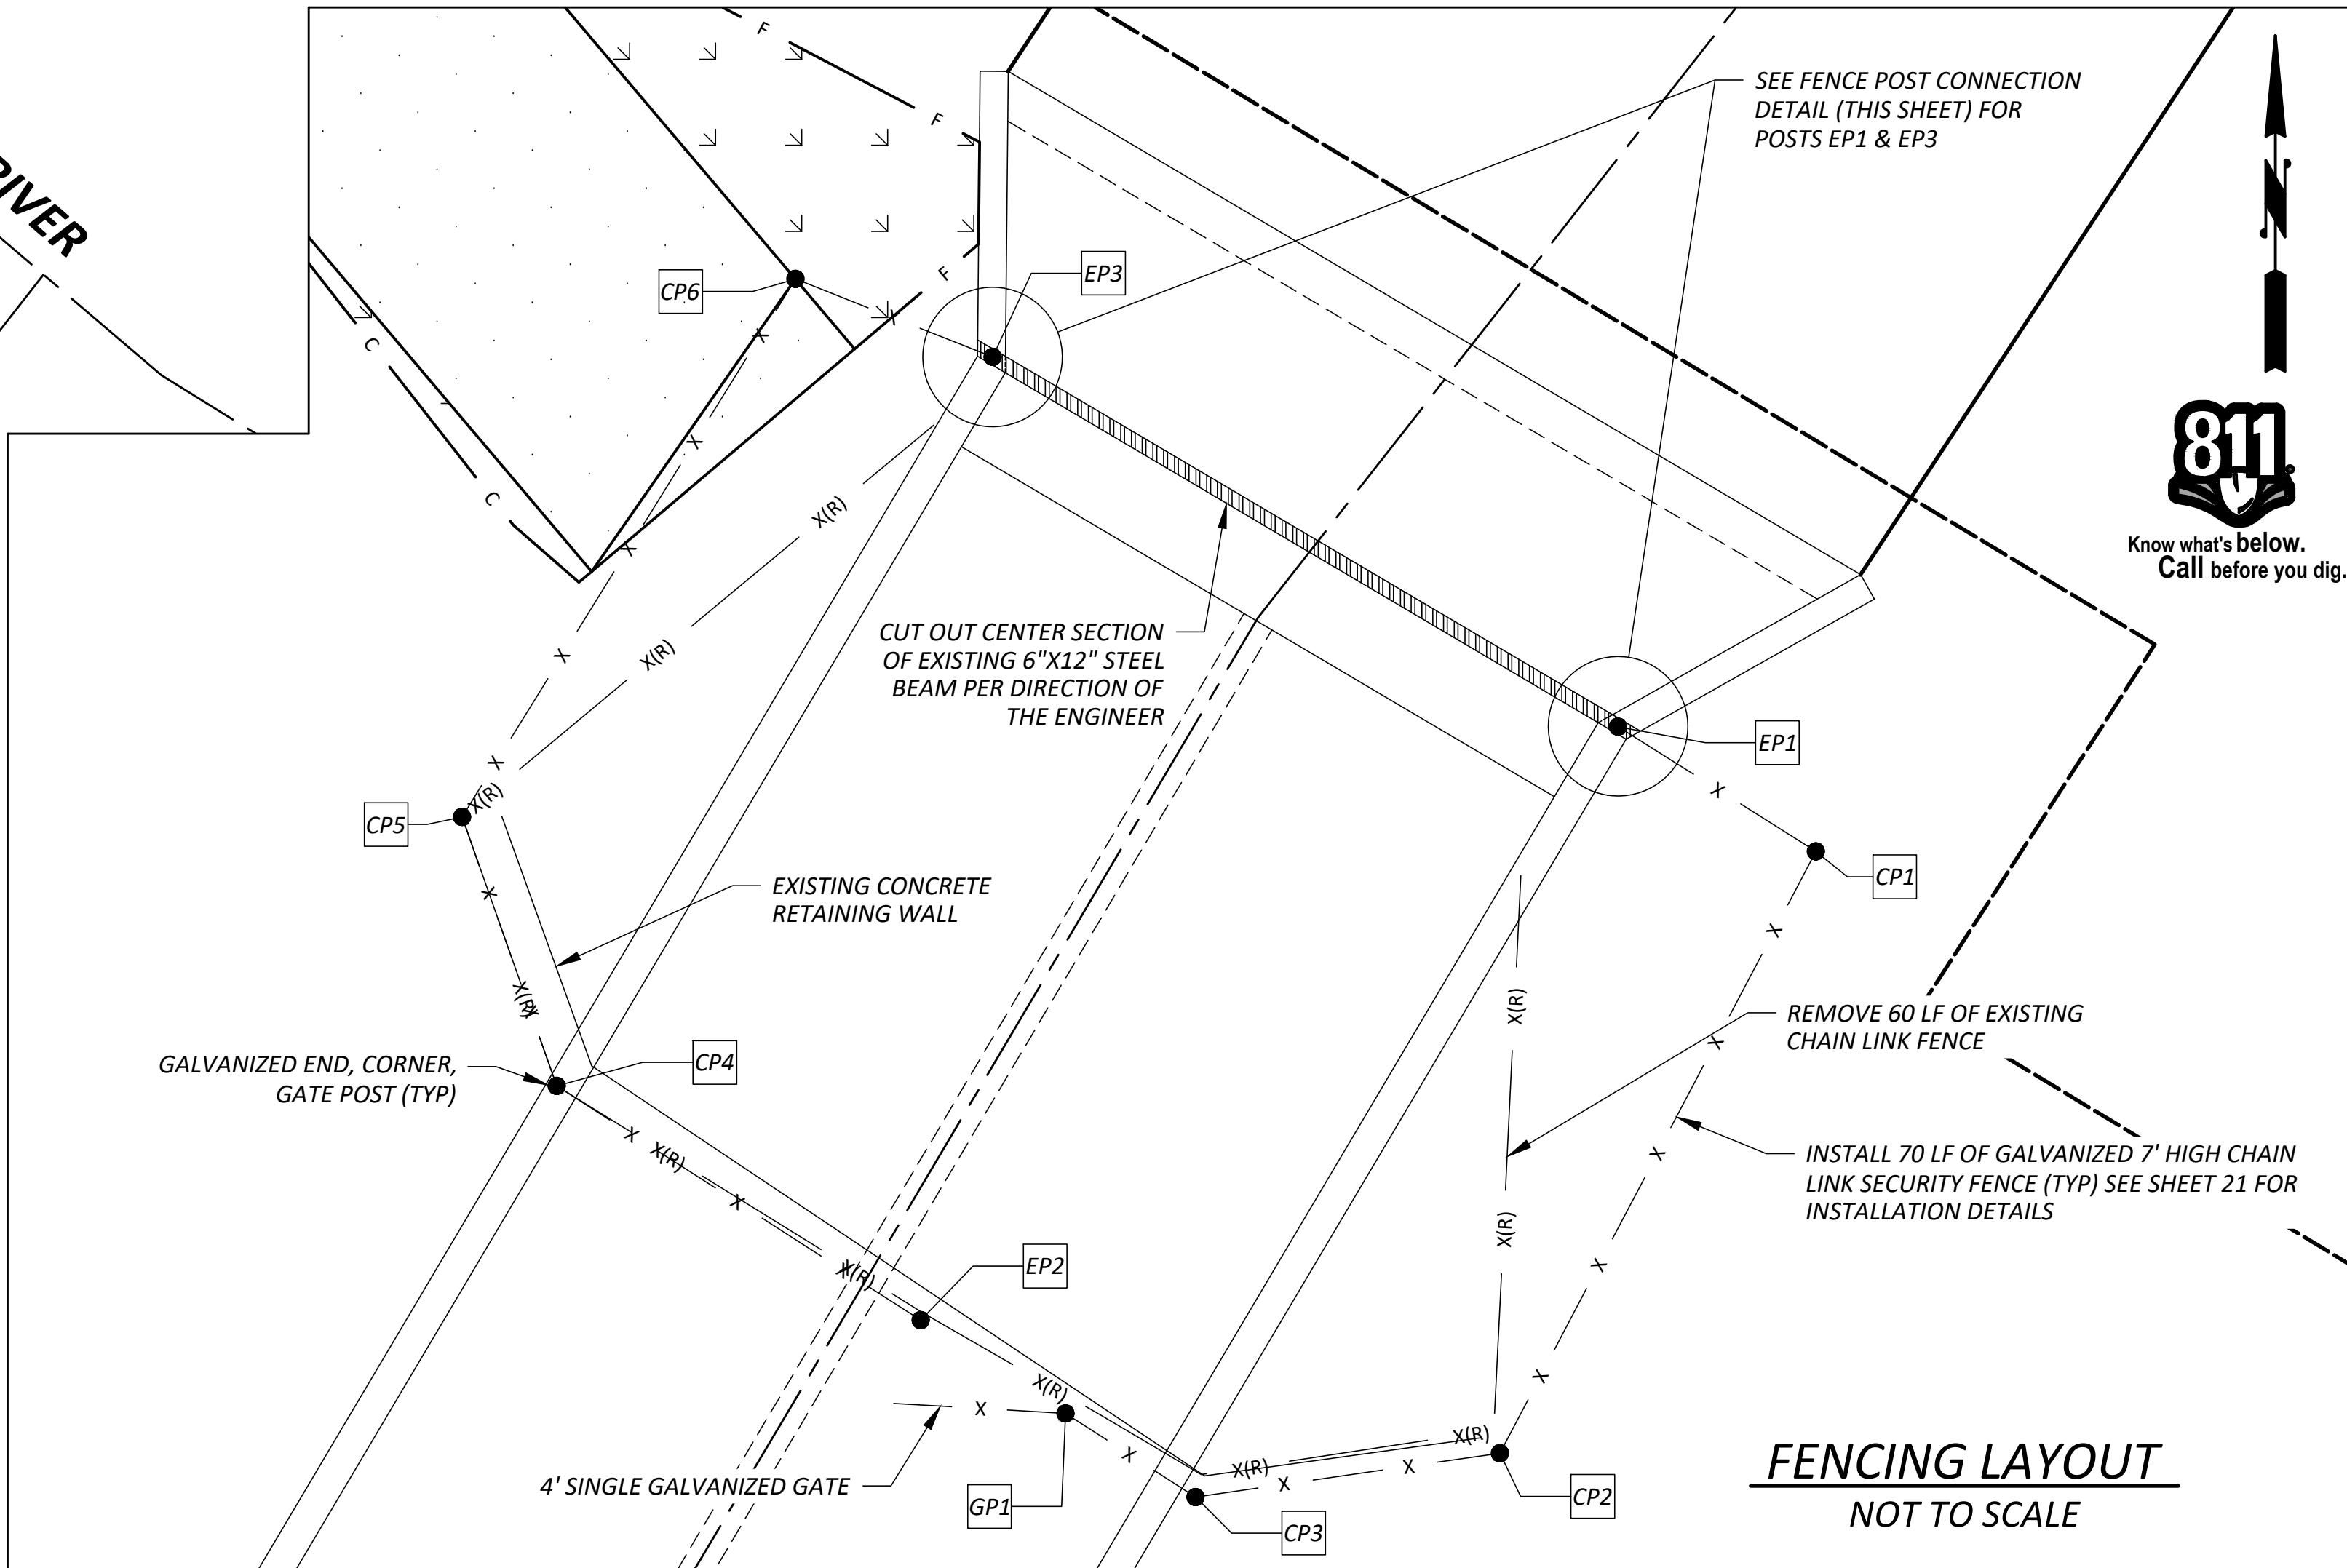 RIVER
F
F
F
C
C
SEE FENCE POST CONNECTION
DETAIL (THIS SHEET) FOR
POSTS EP1 & EP3
N
811
Know what's below.
Call before you dig.
CP6
EP3
X
X
X
X
X
X
X(R)
X(R)
X(R)
CUT OUT CENTER SECTION
OF EXISTING 6"X12" STEEL
BEAM PER DIRECTION OF
THE ENGINEER
EP1
X
CP1
CP5
X
X(R)
EXISTING CONCRETE
RETAINING WALL
X
X
X
X
X
X(R)
X(R)
REMOVE 60 LF OF EXISTING
CHAIN LINK FENCE
GALVANIZED END, CORNER,
GATE POST (TYP)
CP4
INSTALL 70 LF OF GALVANIZED 7' HIGH CHAIN
LINK SECURITY FENCE (TYP) SEE SHEET 21 FOR
INSTALLATION DETAILS
X
X(R)
X
X(R)
EP2
X(R)
X
X
4' SINGLE GALVANIZED GATE
GP1
X(R)
X(R)
X
X
CP2
CP3
FENCING LAYOUT
NOT TO SCALE